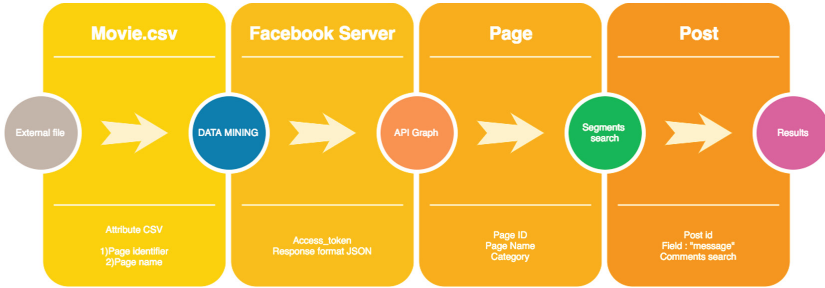 Movie.csv
Facebook Server
Page
Post
External file
DATA MINING
API Graph
Segments
search
Results
Attribute CSV
1)Page identifier
2)Page name
Access_token
Response format JSON
Page ID
Page Name
Category
Post id
Field : "message"
Comments search